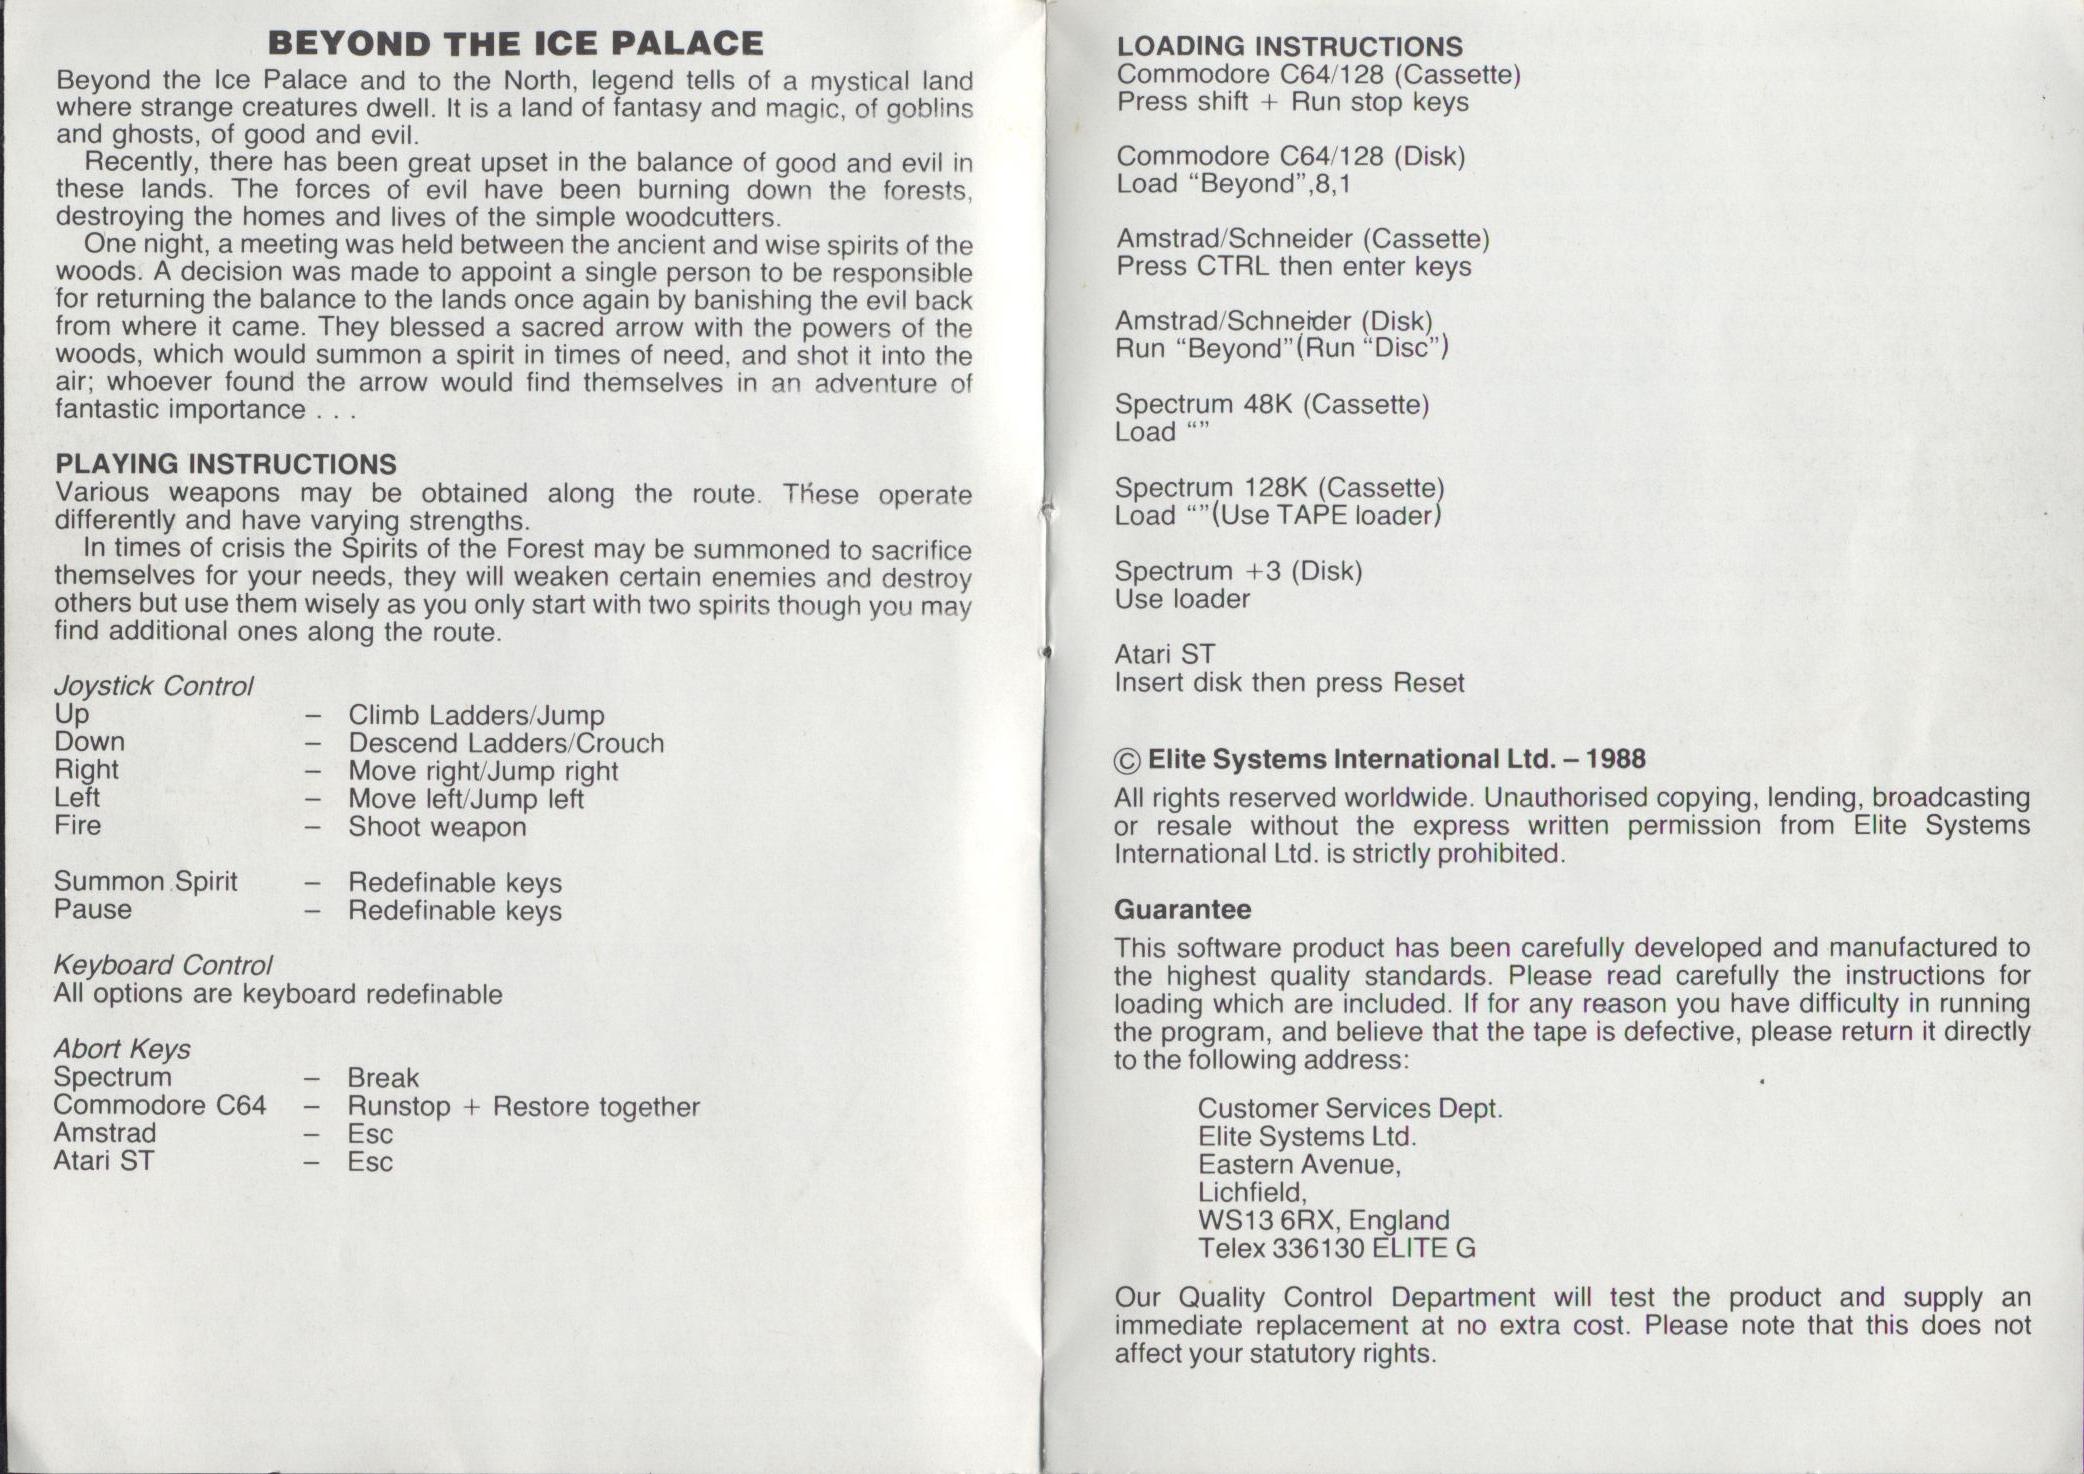 BEYOND THE ICE PALACE
Beyond the Ice Palace and to the North, legend tells of a mystical land
where strange creatures dwell. It is a land of fantasy and magic, of goblins
and ghosts, of good and evil.
Recently, there has been great upset in the balance of good and evil in
these lands. The forces of evil have been burning down the forests,
destroying the homes and lives of the simple woodcutters.
One night, a meeting was held between the ancient and wise spirits of the
woods. A decision was made to appoint a single person to be responsible
for returning the balance to the lands once again by banishing the evil back
from where it came. They blessed a sacred arrow with the powers of the
woods, which would summon a spirit in times of need, and shot it into the
air; whoever found the arrow would find themselves in an adventure of
fantastic importance . . .
PLAYING INSTRUCTIONS
Various weapons may be obtained along the route. These operate
differently and have varying strengths.
In times of crisis the Spirits of the Forest may be summoned to sacrifice
themselves for your needs, they will weaken certain enemies and destroy
others but use them wisely as you only start with two spirits though you may
find additional ones along the route.
Joystick Control
Up – Climb Ladders/Jump
Down – Descend Ladders/Crouch
Right – Move right/Jump right
Left – Move left/Jump left
Fire – Shoot weapon
Summon Spirit – Redefinable keys
Pause – Redefinable keys
Keyboard Control
All options are keyboard redefinable
Abort Keys
Spectrum – Break
Commodore C64 – Runstop + Restore together
Amstrad – Esc
Atari ST – Esc
LOADING INSTRUCTIONS
Commodore C64/128 (Cassette)
Press shift + Run stop keys
Commodore C64/128 (Disk)
Load “Beyond”,8,1
Amstrad/Schneider (Cassette)
Press CTRL then enter keys
Amstrad/Schneider (Disk)
Run “Beyond”(Run “Disc”)
Spectrum 48K (Cassette)
Load “”
Spectrum 128K (Cassette)
Load “”(Use TAPE loader)
Spectrum +3 (Disk)
Use loader
Atari ST
Insert disk then press Reset
© Elite Systems International Ltd. – 1988
All rights reserved worldwide. Unauthorised copying, lending, broadcasting
or resale without the express written permission from Elite Systems
International Ltd. is strictly prohibited.
Guarantee
This software product has been carefully developed and manufactured to
the highest quality standards. Please read carefully the instructions for
loading which are included. If for any reason you have difficulty in running
the program, and believe that the tape is defective, please return it directly
to the following address:
Customer Services Dept.
Elite Systems Ltd.
Eastern Avenue,
Lichfield,
WS13 6RX, England
Telex 336130 ELITE G
Our Quality Control Department will test the product and supply an
immediate replacement at no extra cost. Please note that this does not
affect your statutory rights.